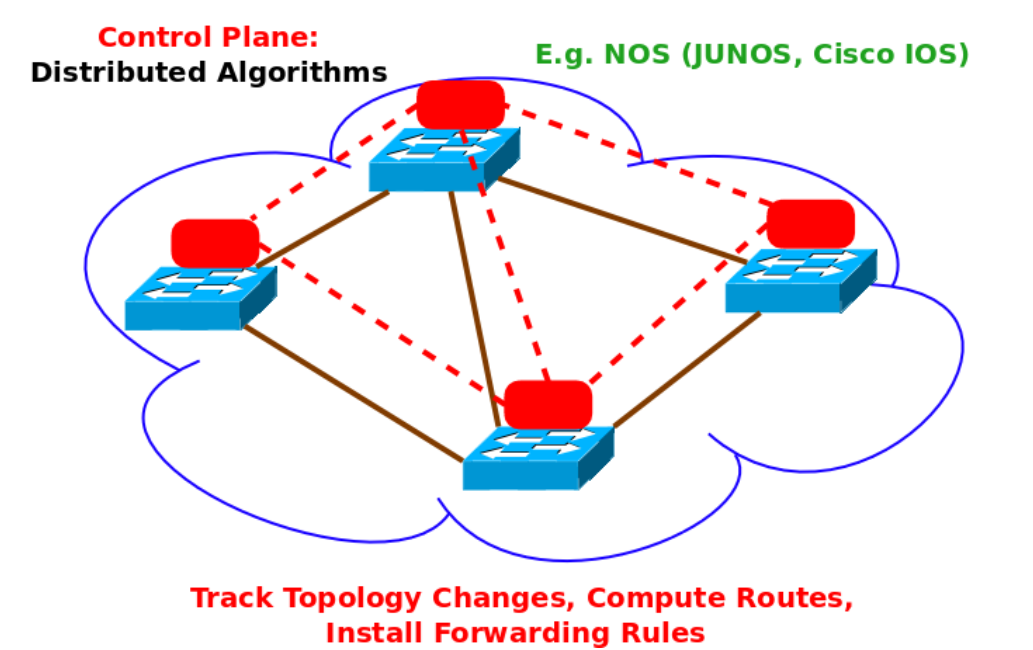 Control Plane:
Distributed Algorithms
E.g. NOS (JUNOS, Cisco IOS)
Track Topology Changes, Compute Routes,
Install Forwarding Rules